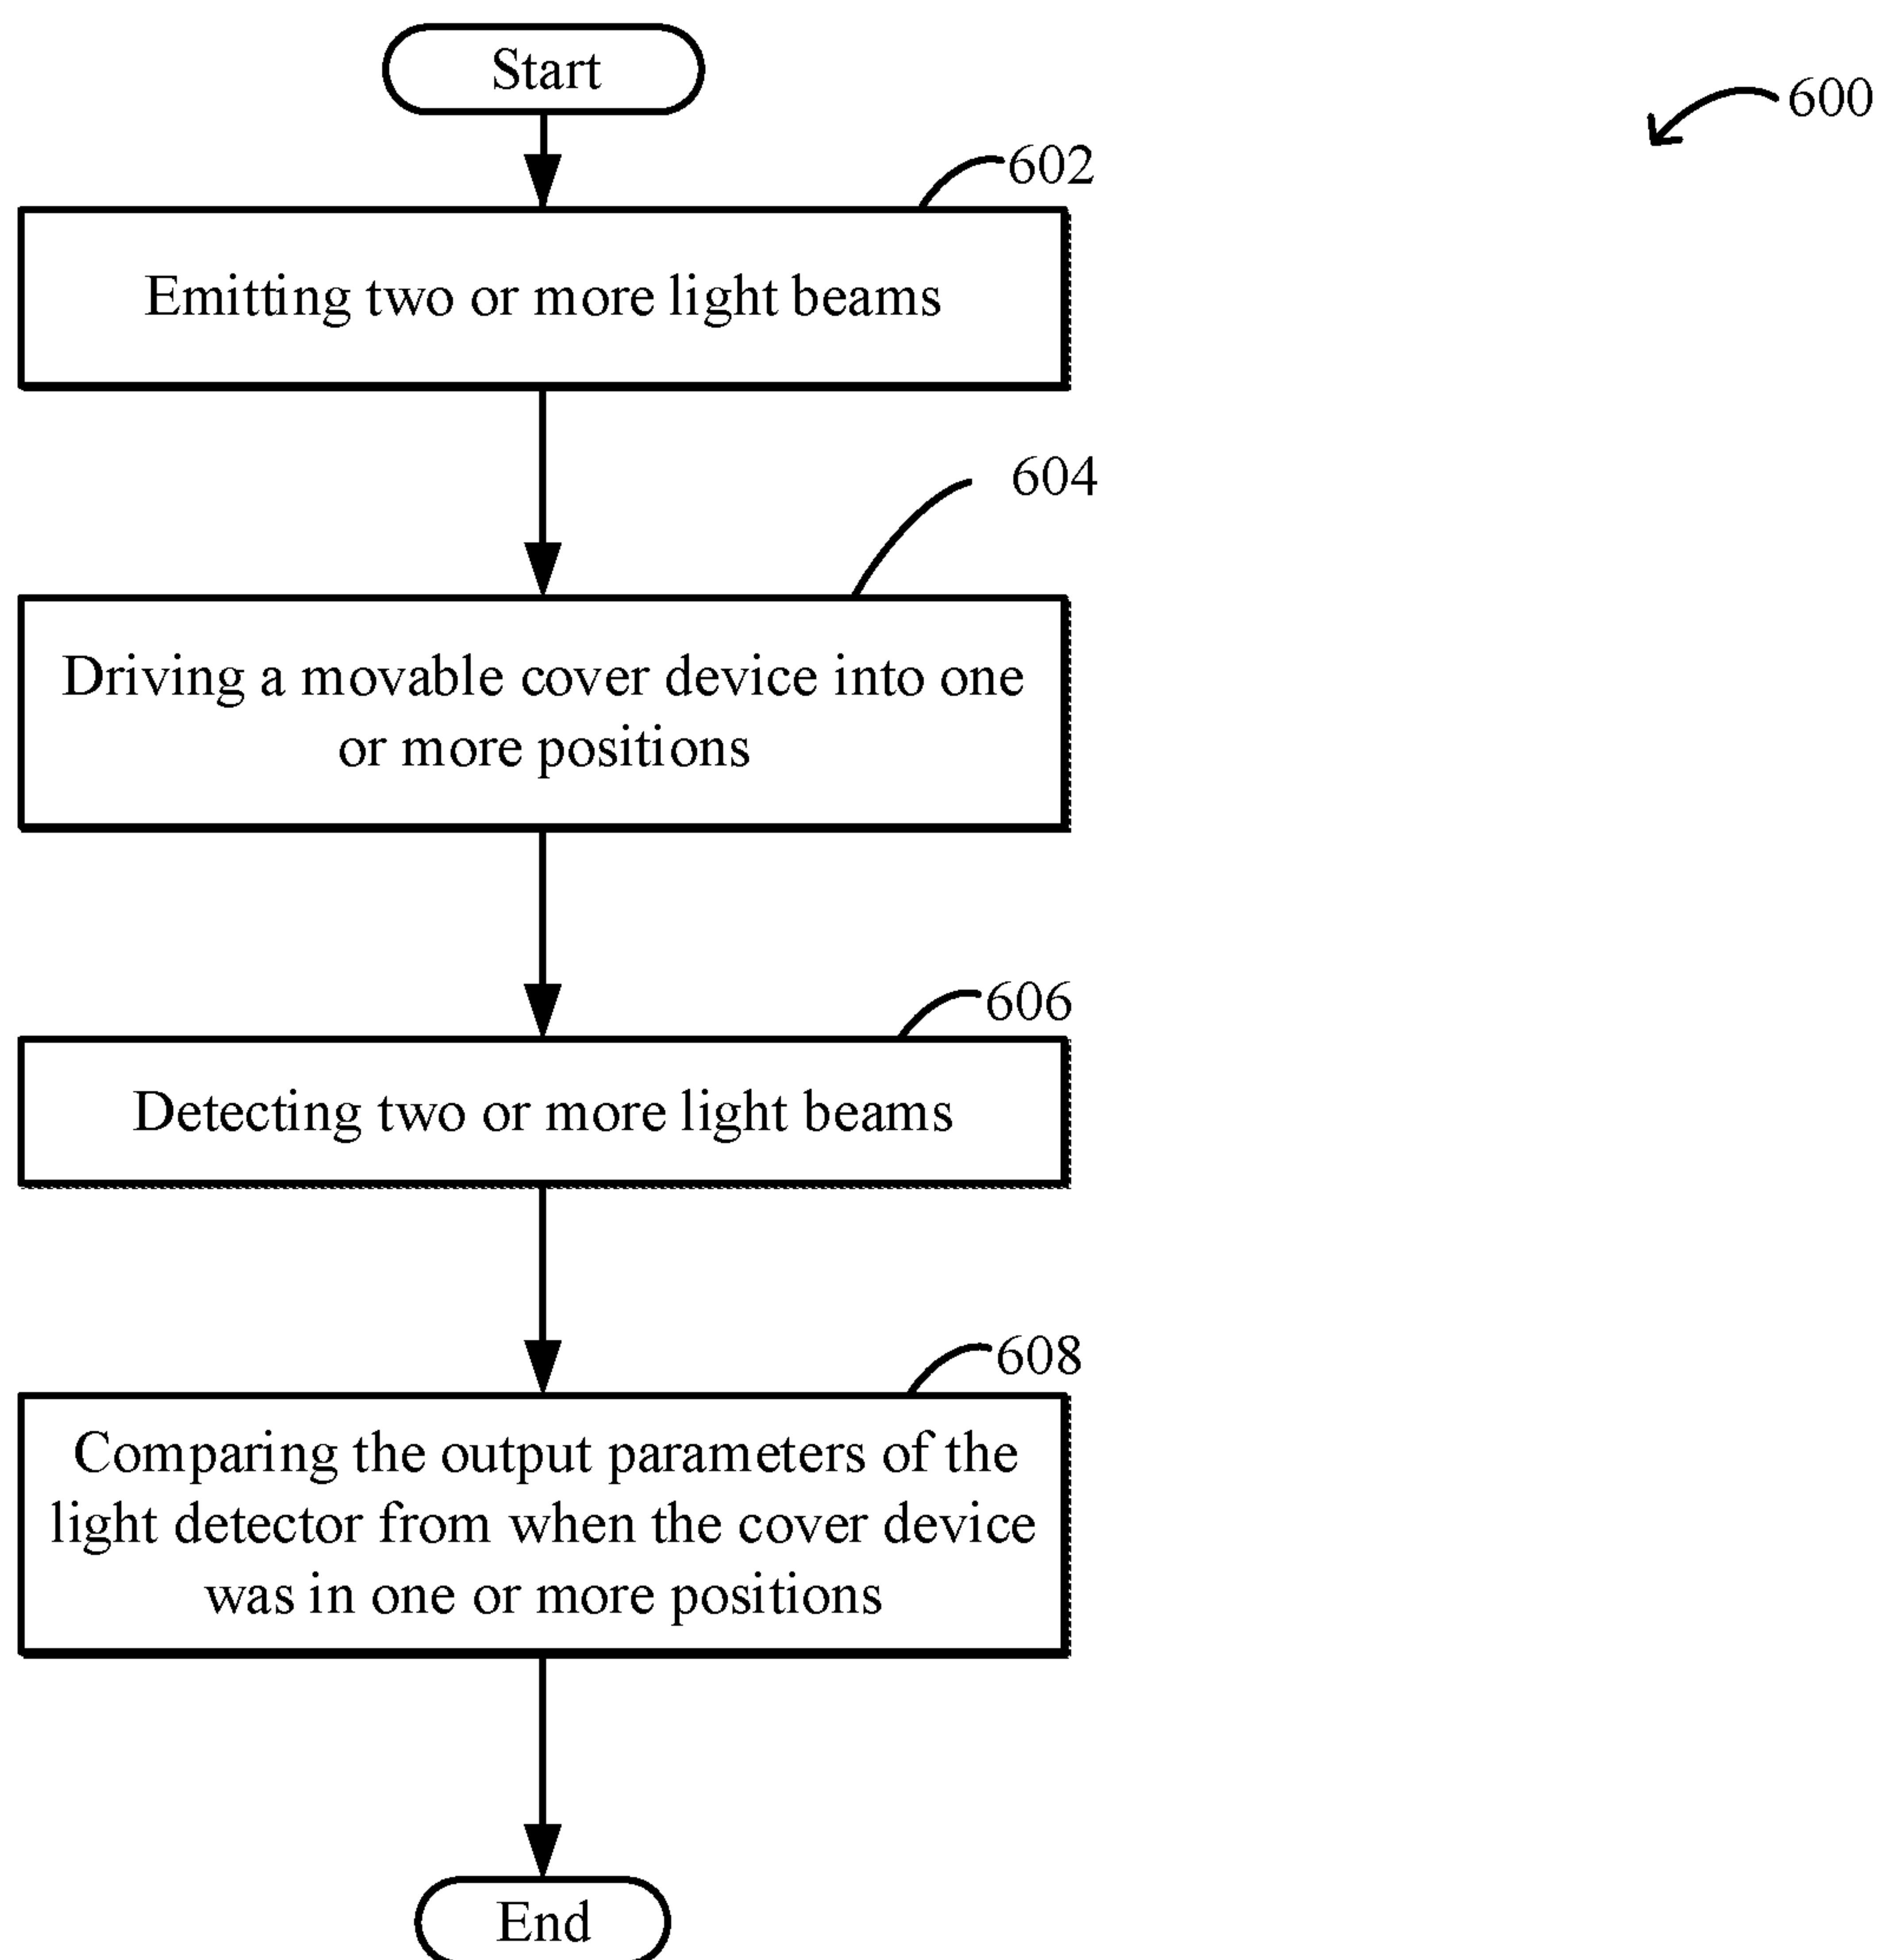 Start
600
602
Emitting two or more light beams
604
Driving a movable cover device into one
or more positions
606
Detecting two or more light beams
608
Comparing the output parameters of the
light detector from when the cover device
was in one or more positions
End